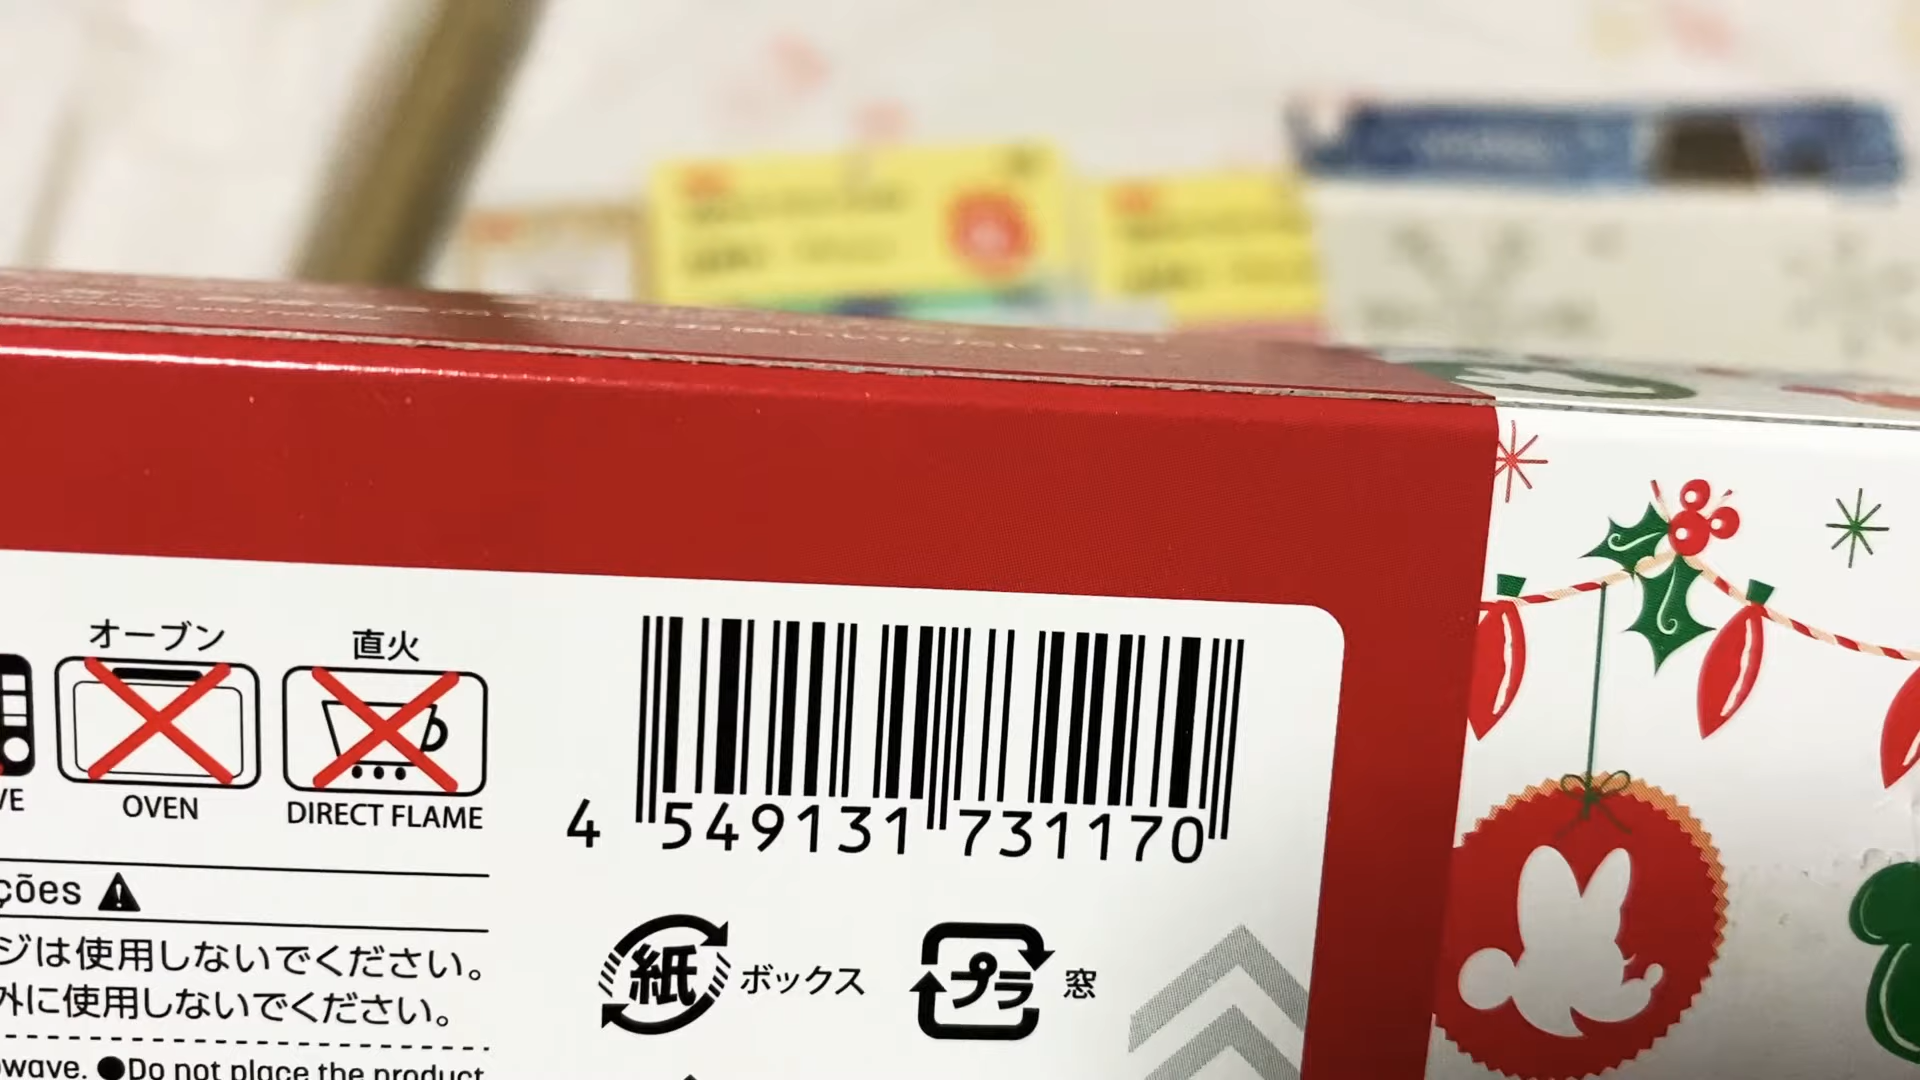 オーブン
直火
VE
OVEN
DIRECT FLAME
4 549131 731170
ções
ジは使用しないでください。
外に使用しないでください。
紙 ボックス
プラ 窓
owave. ●Do not place the product